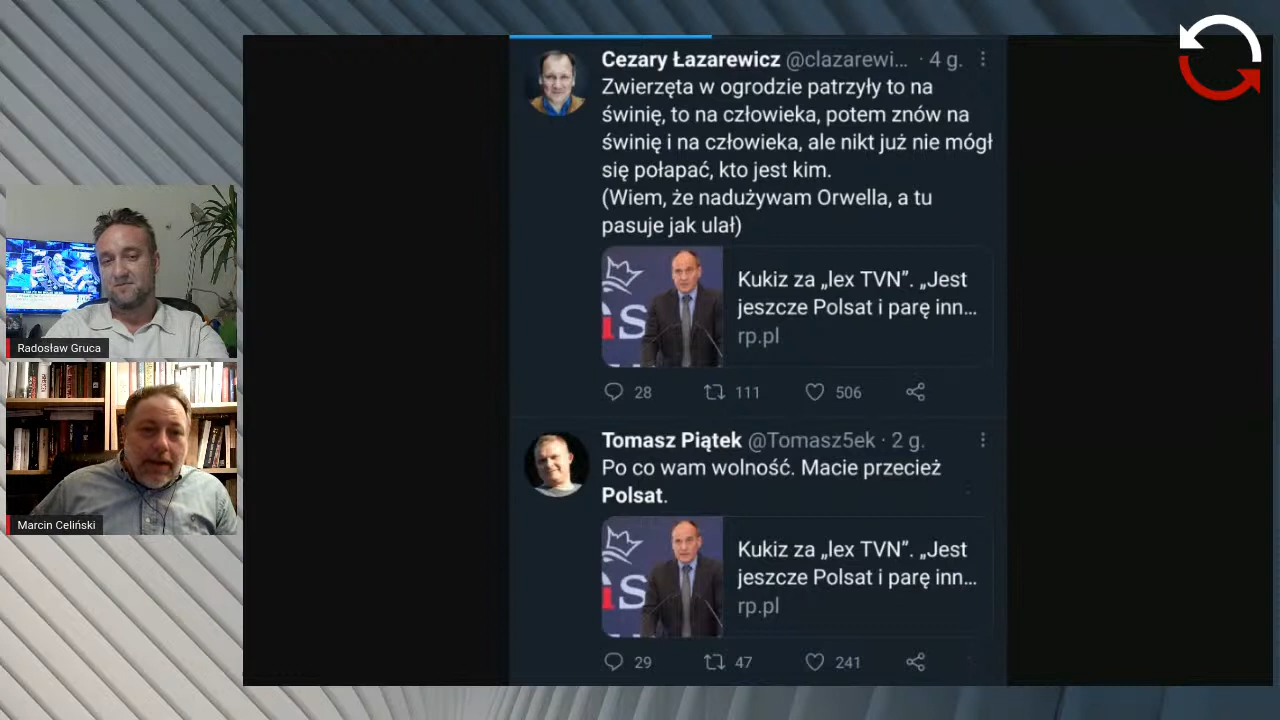 Cezary Łazarewicz @clazarewi... · 4 g.
Zwierzęta w ogrodzie patrzyły to na
świnię, to na człowieka, potem znów na
świnię i na człowieka, ale nikt już nie mógł
się połapać, kto jest kim.
(Wiem, że nadużywam Orwella, a tu
pasuje jak ulał)
iS
Kukiz za „lex TVN”. „Jest
jeszcze Polsat i parę inn...
rp.pl
28 111 506
Tomasz Piątek @Tomasz5ek · 2 g.
Po co wam wolność. Macie przecież
Polsat.
iS
Kukiz za „lex TVN”. „Jest
jeszcze Polsat i parę inn...
rp.pl
29 47 241
Radosław Gruca
Marcin Celiński